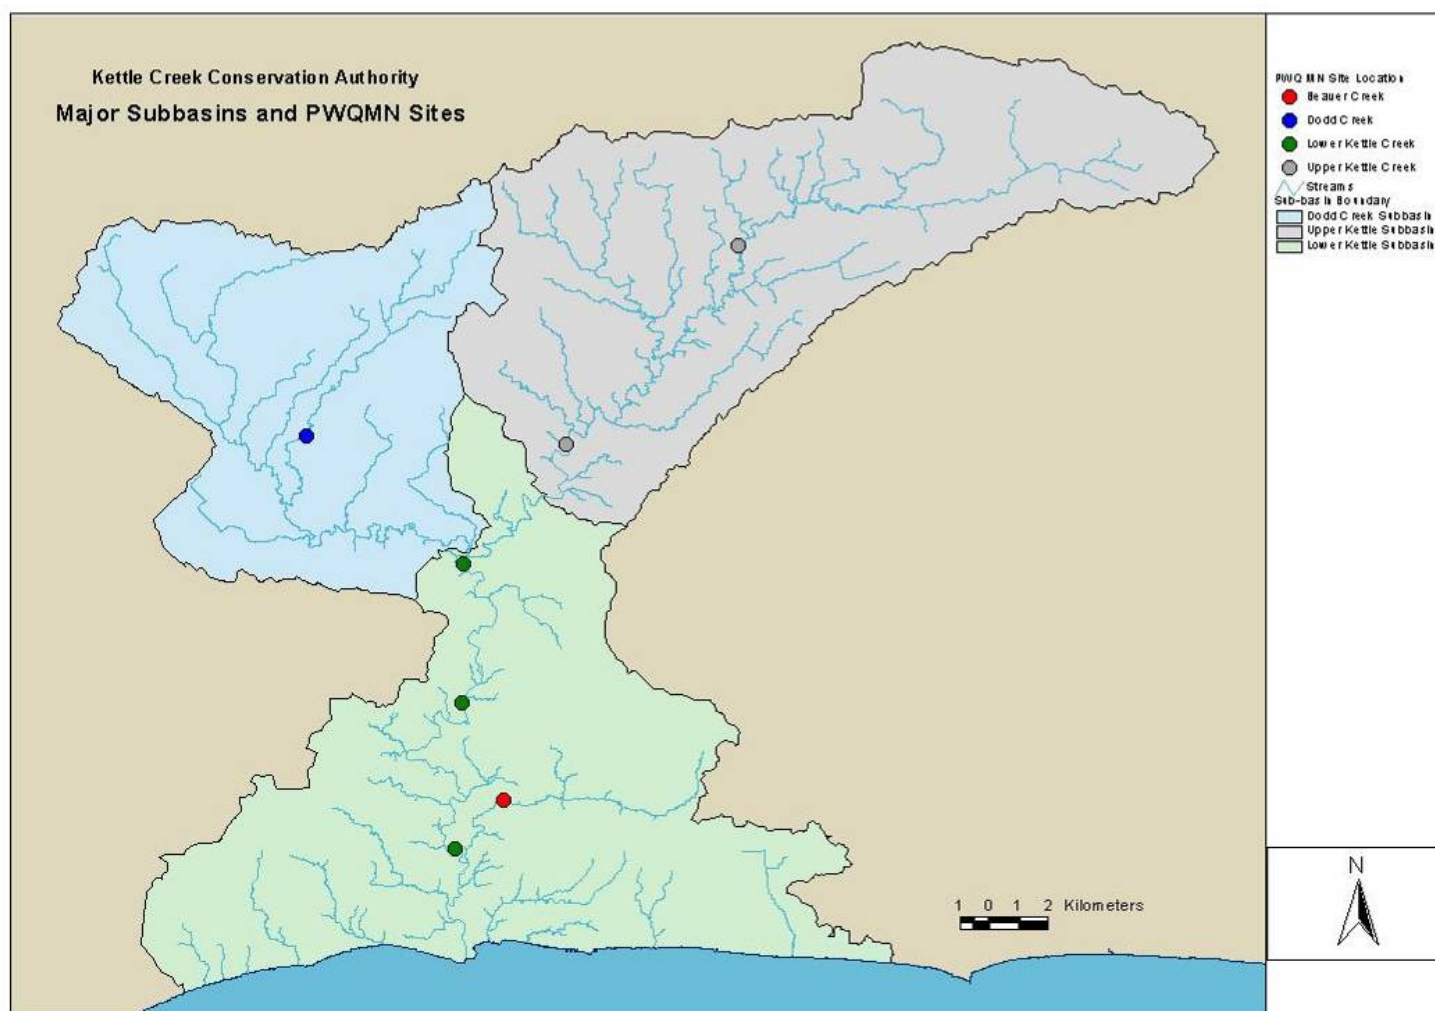 Kettle Creek Conservation Authority
Major Subbasins and PWQMN Sites
PWQMN Site Location
Beaver Creek
Dodd Creek
Lower Kettle Creek
Upper Kettle Creek
Streams
Sub-basin Boundary
Dodd Creek Subbasin
Upper Kettle Subbasin
Lower Kettle Subbasin
N
1 0 1 2 Kilometers